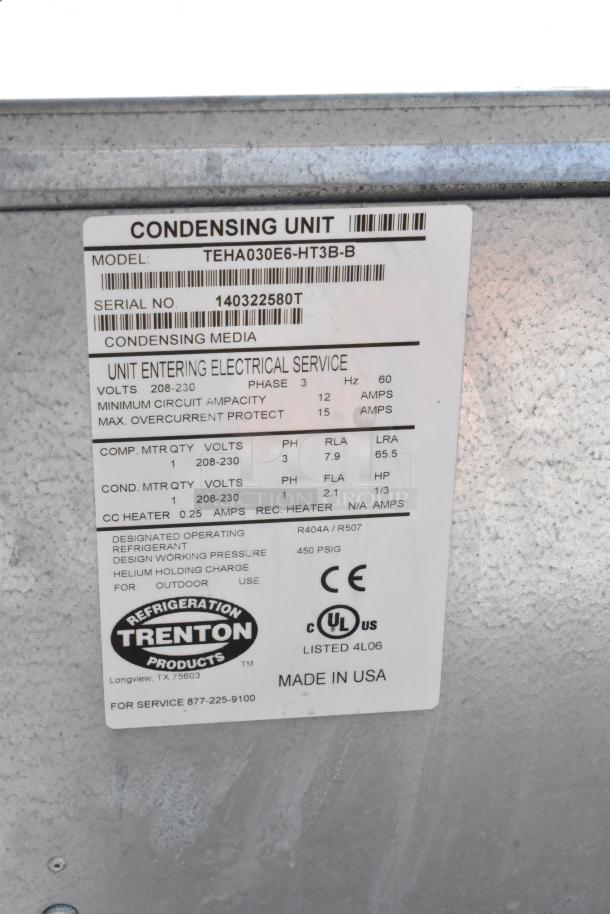 CONDENSING UNIT
MODEL: TEHA030E6-HT3B-B
SERIAL NO. 140322580T
CONDENSING MEDIA
UNIT ENTERING ELECTRICAL SERVICE
VOLTS 208-230 PHASE 3 Hz 60
MINIMUM CIRCUIT AMPACITY 12 AMPS
MAX. OVERCURRENT PROTECT 15 AMPS
COMP. MTR QTY VOLTS PH RLA LRA
1 208-230 3 7.9 65.5
COND. MTR QTY VOLTS PH FLA HP
1 208-230 1 2.1 1/3
CC HEATER 0.25 AMPS REC. HEATER N/A AMPS
DESIGNATED OPERATING R404A / R507
REFRIGERANT
DESIGN WORKING PRESSURE 450 PSIG
HELIUM HOLDING CHARGE
FOR OUTDOOR USE
CE
REFRIGERATION
TRENTON
PRODUCTS
TM
C UL US
LISTED 4L06
Longview, TX 75603
MADE IN USA
FOR SERVICE 877-225-9100
PCI
AUCTION GROUP